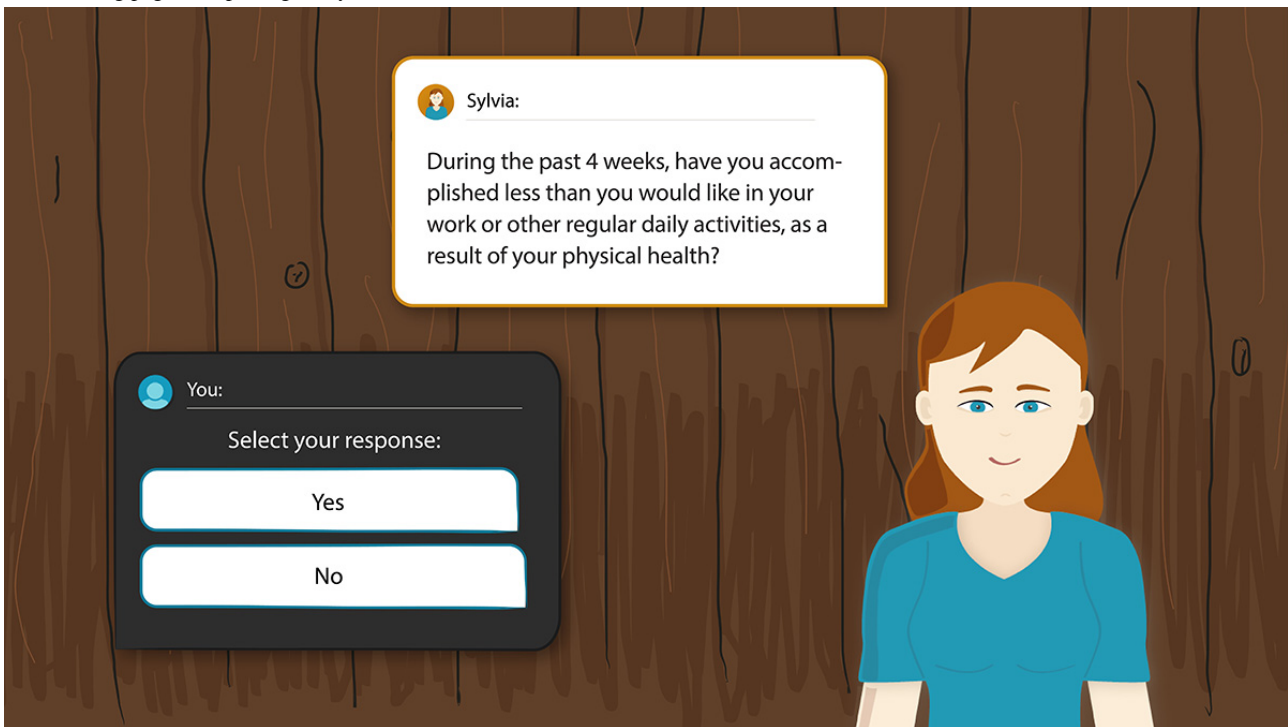 Sylvia:
During the past 4 weeks, have you accom-
plished less than you would like in your
work or other regular daily activities, as a
result of your physical health?
You:
Select your response:
Yes
No